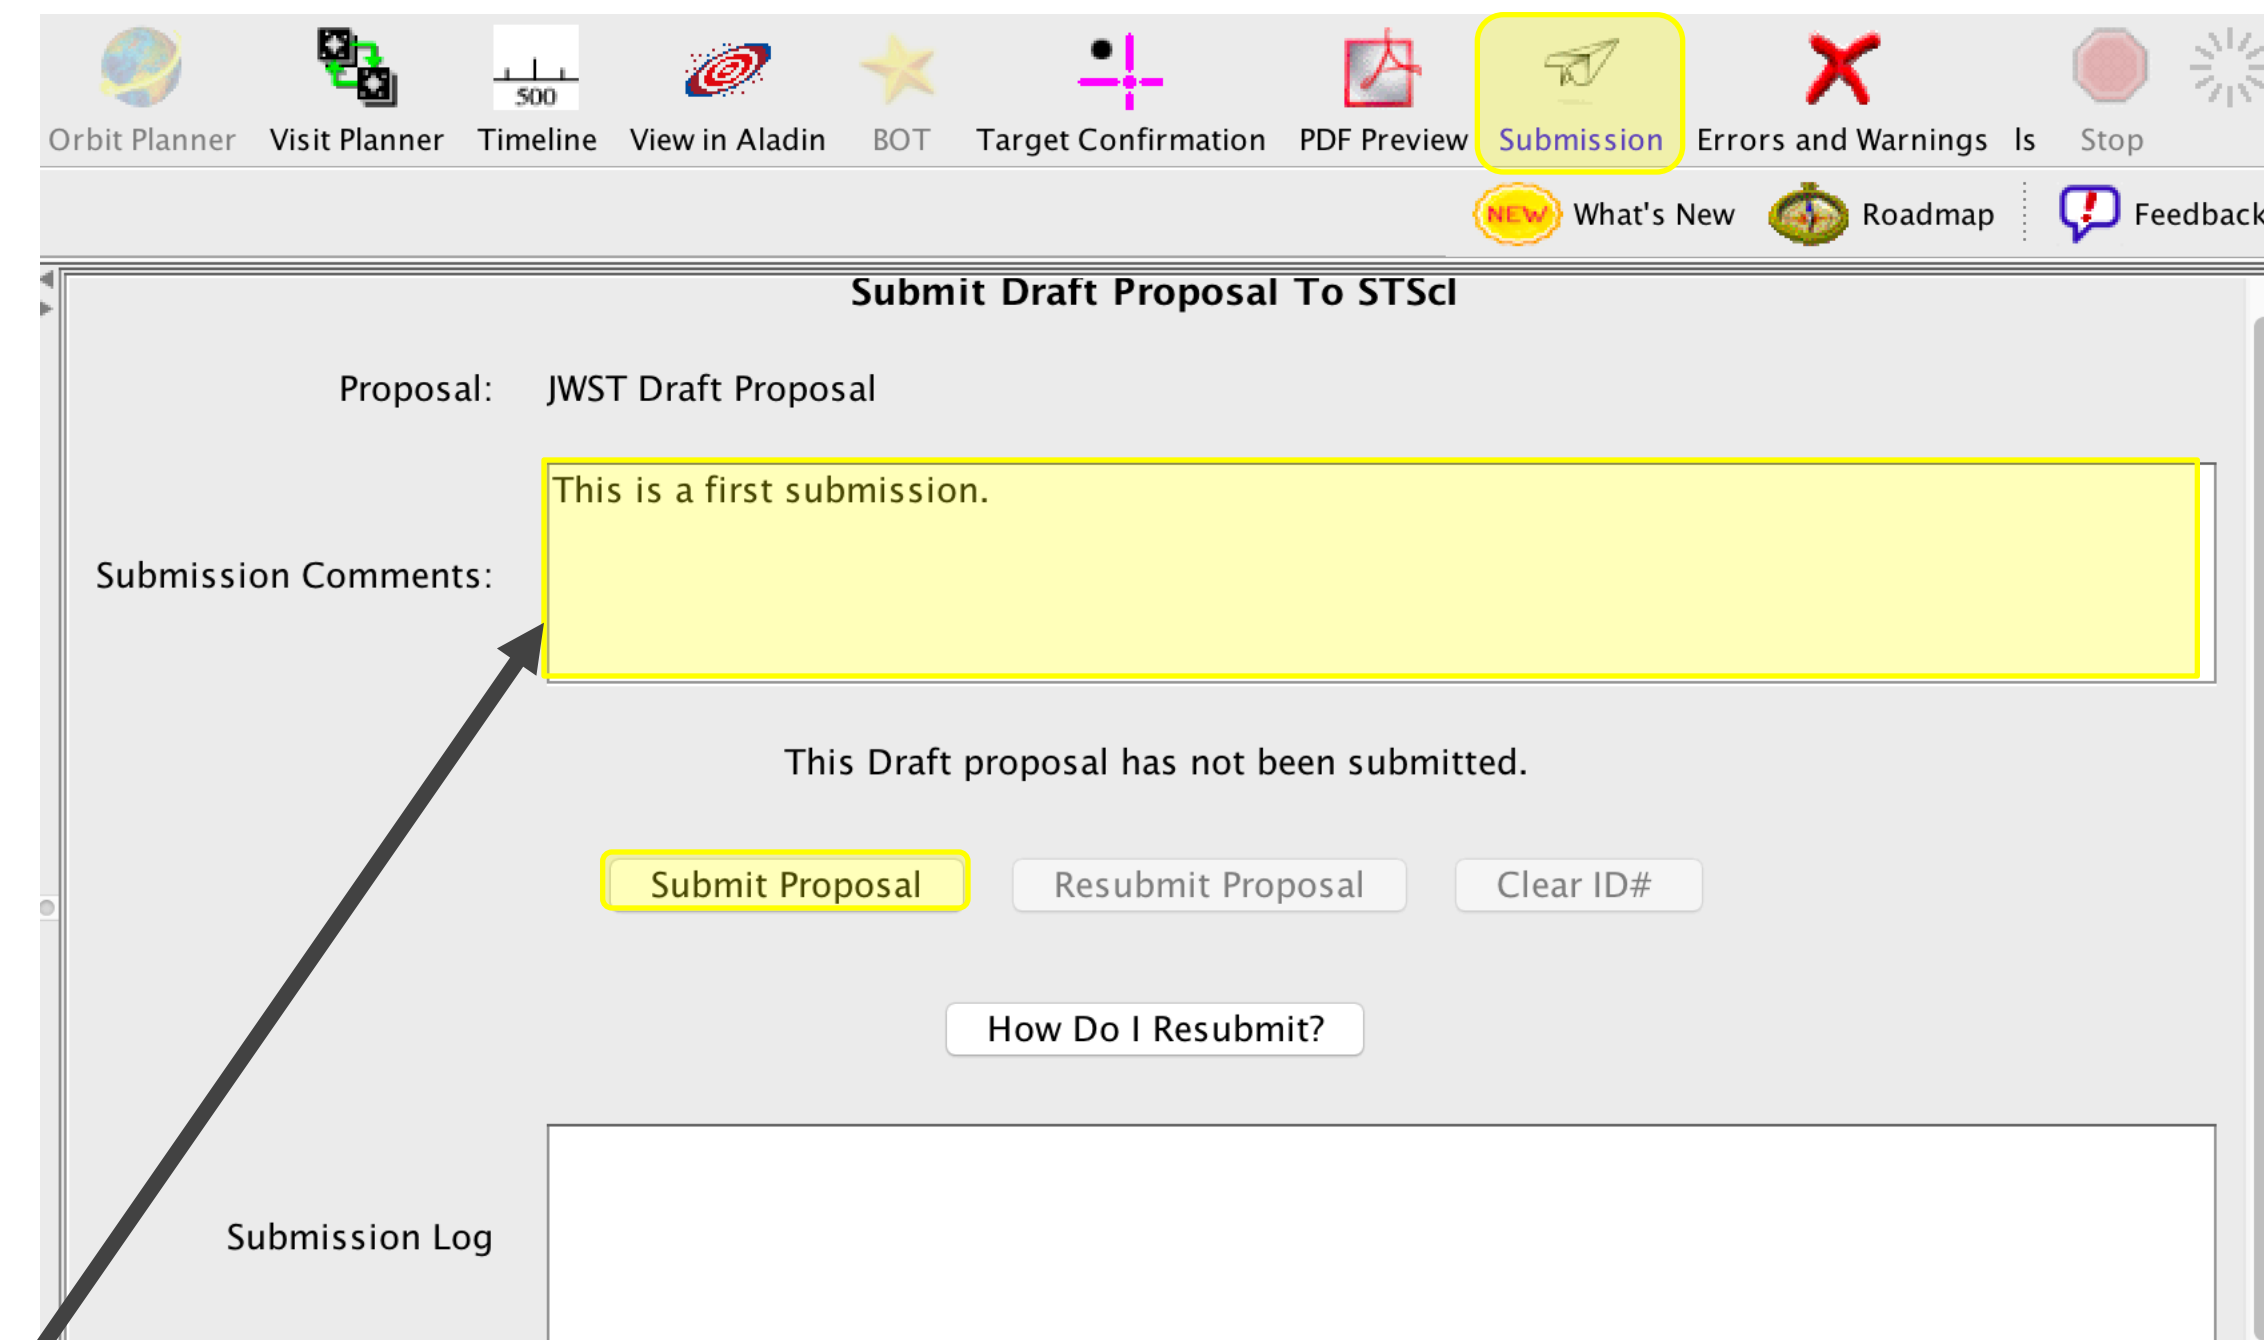 500
Orbit Planner Visit Planner Timeline View in Aladin BOT Target Confirmation PDF Preview Submission Errors and Warnings ls Stop
NEW What's New Roadmap Feedback
Submit Draft Proposal To STScI
Proposal: JWST Draft Proposal
This is a first submission.
Submission Comments:
This Draft proposal has not been submitted.
Submit Proposal Resubmit Proposal Clear ID#
How Do I Resubmit?
Submission Log